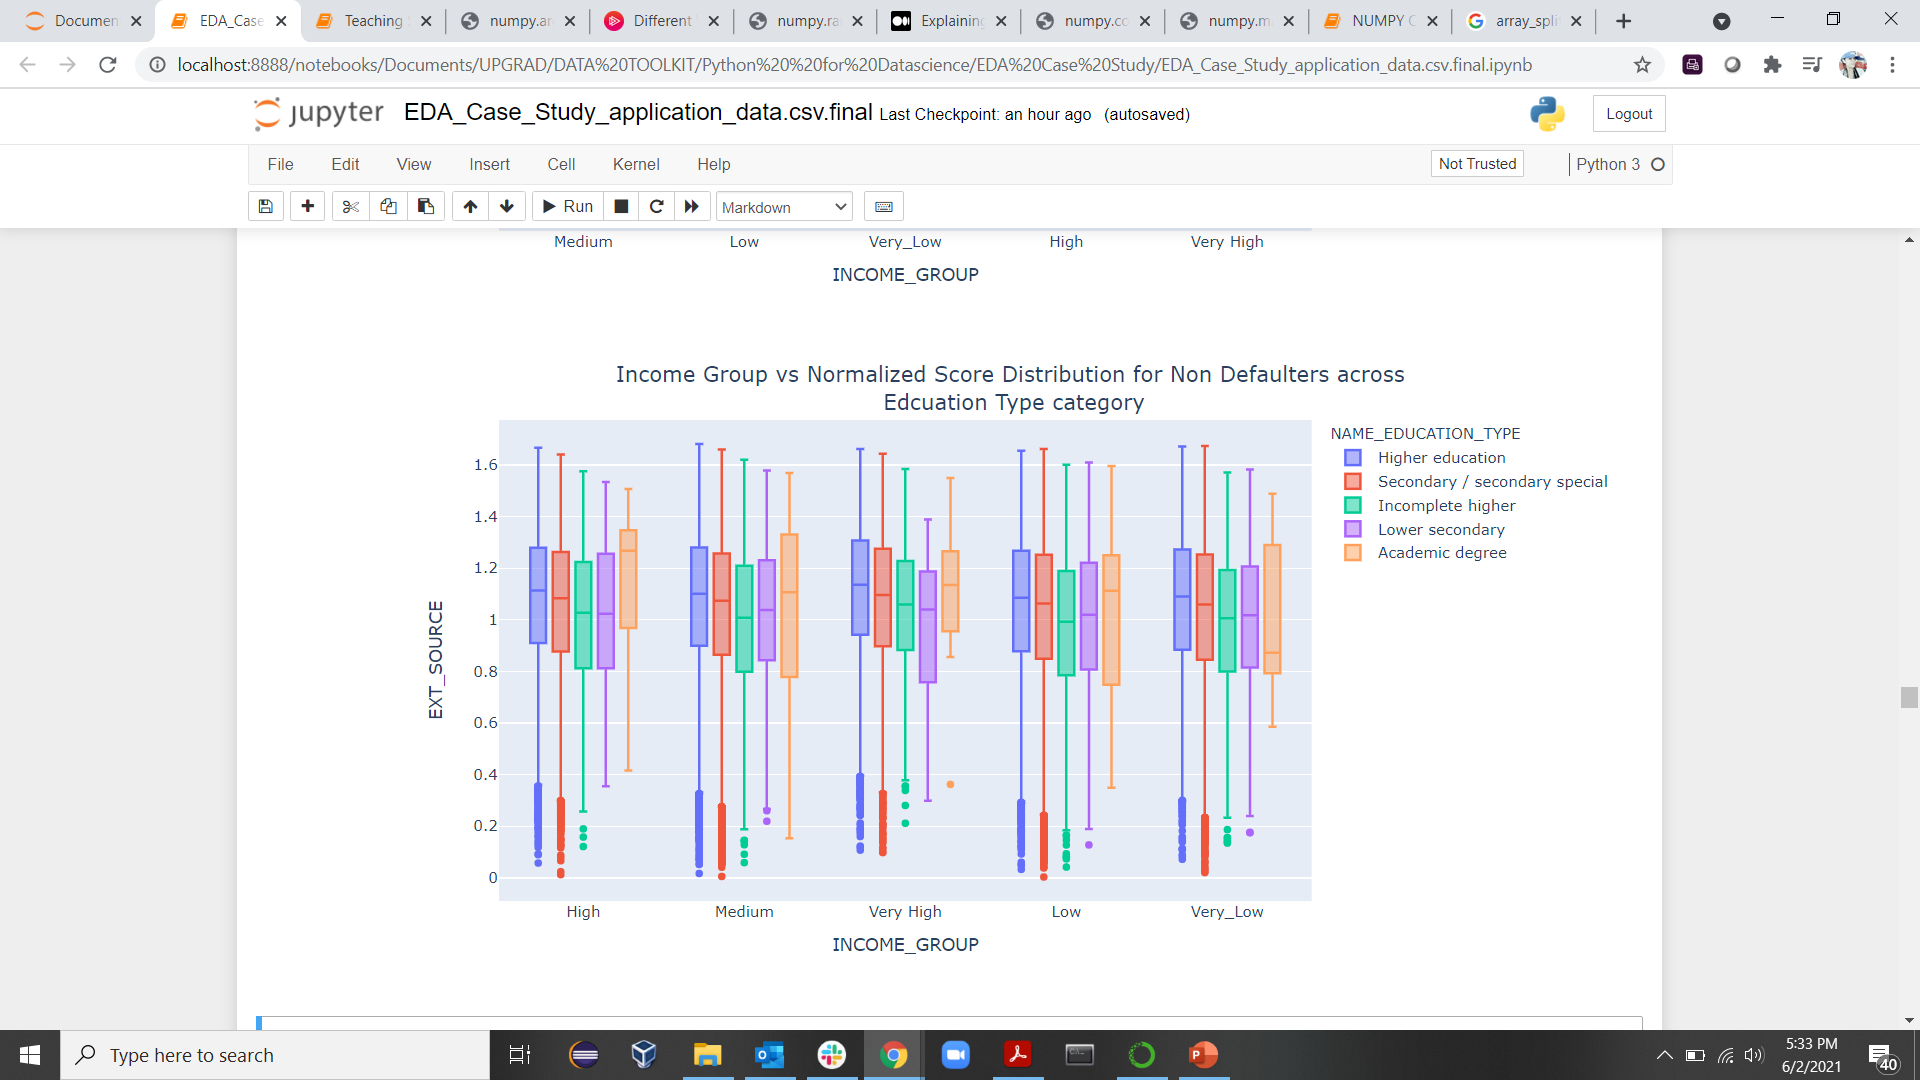 Documen
EDA_Case
Teaching
numpy.ar
Different
numpy.ra
Explaining
numpy.co
numpy.m
NUMPY C
array_spli
localhost:8888/notebooks/Documents/UPGRAD/DATA%20TOOLKIT/Python%20%20for%20Datascience/EDA%20Case%20Study/EDA_Case_Study_application_data.csv.final.ipynb
jupyter EDA_Case_Study_application_data.csv.final Last Checkpoint: an hour ago (autosaved)
Logout
File Edit View Insert Cell Kernel Help
Not Trusted
Python 3
Run
Markdown
Medium Low Very_Low High Very High
INCOME_GROUP
Income Group vs Normalized Score Distribution for Non Defaulters across
Edcuation Type category
NAME_EDUCATION_TYPE
Higher education
Secondary / secondary special
Incomplete higher
Lower secondary
Academic degree
EXT_SOURCE
1.6
1.4
1.2
1
0.8
0.6
0.4
0.2
0
High Medium Very High Low Very_Low
INCOME_GROUP
Type here to search
5:33 PM
6/2/2021
40